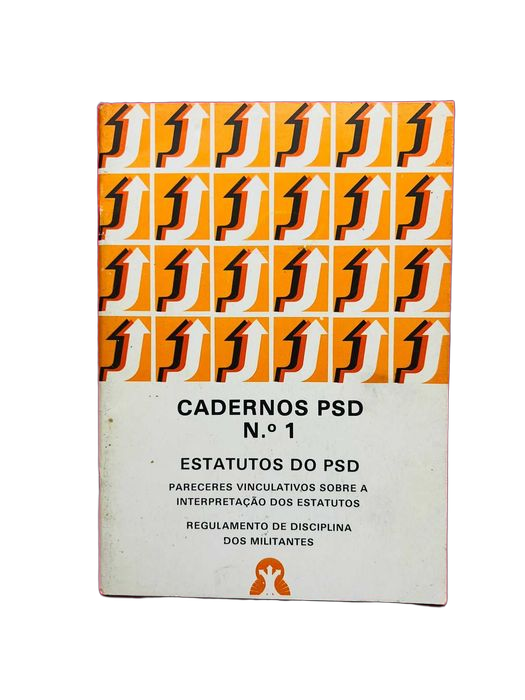 CADERNOS PSD
N.º 1
ESTATUTOS DO PSD
PARECERES VINCULATIVOS SOBRE A
INTERPRETAÇÃO DOS ESTATUTOS
REGULAMENTO DE DISCIPLINA
DOS MILITANTES